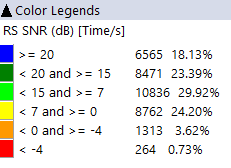 ▲ Color Legends
RS SNR (dB) [Time/s]
>= 20 6565 18.13%
< 20 and >= 15 8471 23.39%
< 15 and >= 7 10836 29.92%
< 7 and >= 0 8762 24.20%
< 0 and >= -4 1313 3.62%
< -4 264 0.73%